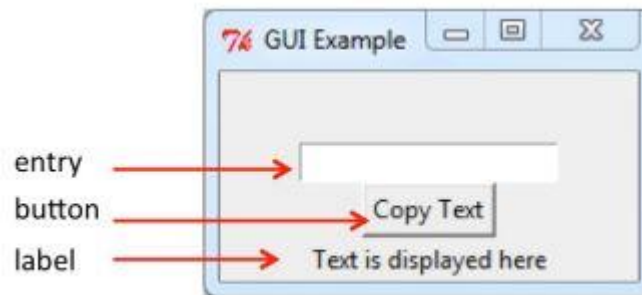 GUI Example
entry
button
Copy Text
label
Text is displayed here